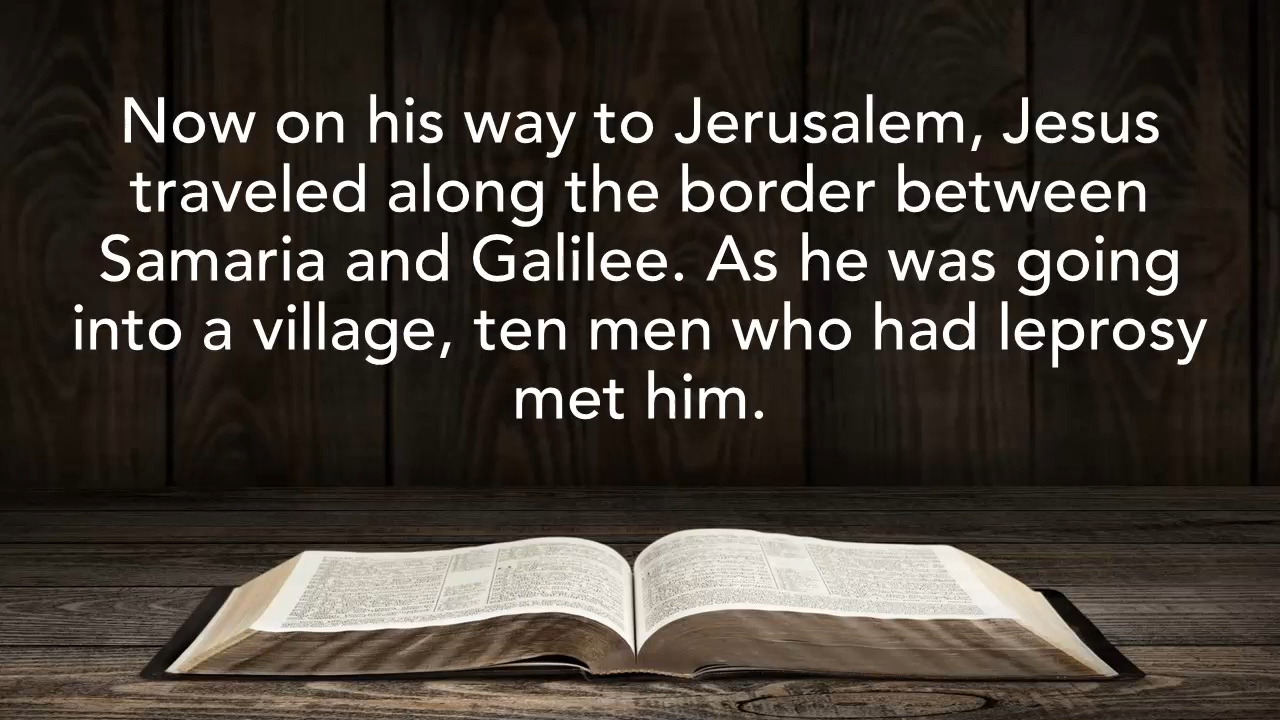 Now on his way to Jerusalem, Jesus
traveled along the border between
Samaria and Galilee. As he was going
into a village, ten men who had leprosy
met him.